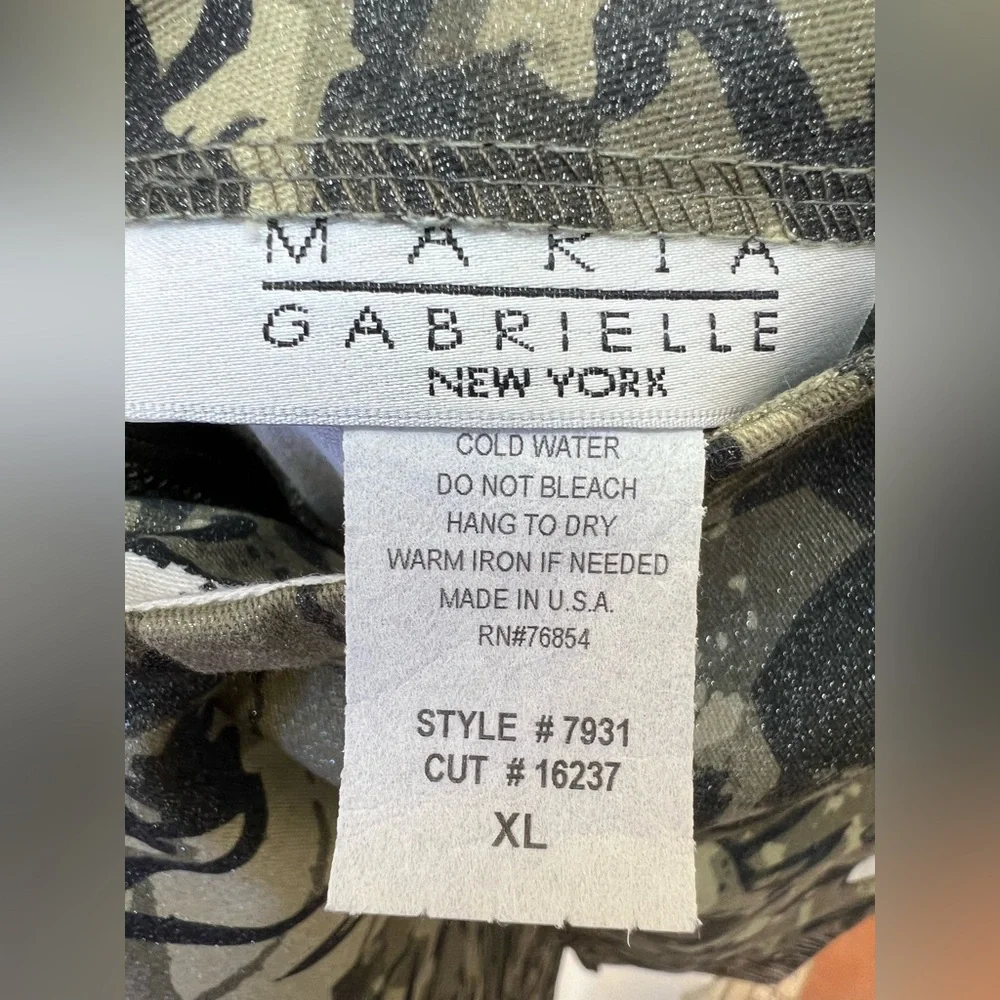 MARIA
GABRIELLE
NEW YORK
COLD WATER
DO NOT BLEACH
HANG TO DRY
WARM IRON IF NEEDED
MADE IN U.S.A.
RN#76854
STYLE # 7931
CUT # 16237
XL